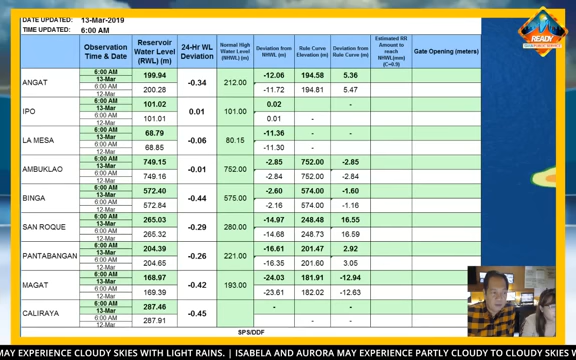 DATE UPDATED: 13-Mar-2019
TIME UPDATED: 6:00 AM
READY
Observation Time & Date | Reservoir Water Level (RWL) (m) | 24-Hr WL Deviation | Normal High Water Level (NHWL) (m) | Deviation from NHWL (m) | Rule Curve Elevation (m) | Deviation from Rule Curve (m) | Estimated RR Amount to reach NHWL(mm) (C=0.9) | Gate Opening (meters)
ANGAT | 6:00 AM 13-Mar | 199.94 | -0.34 | 212.00 | -12.06 | 194.58 | 5.36
6:00 AM 12-Mar | 200.28 | -11.72 | 194.81 | 5.47
IPO | 6:00 AM 13-Mar | 101.02 | 0.01 | 101.00 | 0.02 | -
6:00 AM 12-Mar | 101.01 | 0.01 | -
LA MESA | 6:00 AM 13-Mar | 68.79 | -0.06 | 80.15 | -11.36 | -
6:00 AM 12-Mar | 68.85 | -11.30 | -
AMBUKLAO | 6:00 AM 13-Mar | 749.15 | -0.01 | 752.00 | -2.85 | 752.00 | -2.85
6:00 AM 12-Mar | 749.16 | -2.84 | 752.00 | -2.84
BINGA | 6:00 AM 13-Mar | 572.40 | -0.44 | 575.00 | -2.60 | 574.00 | -1.60
6:00 AM 12-Mar | 572.84 | -2.16 | 574.00 | -1.16
SAN ROQUE | 6:00 AM 13-Mar | 265.03 | -0.29 | 280.00 | -14.97 | 248.48 | 16.55
6:00 AM 12-Mar | 265.32 | -14.68 | 248.73 | 16.59
PANTABANGAN | 6:00 AM 13-Mar | 204.39 | -0.26 | 221.00 | -16.61 | 201.47 | 2.92
6:00 AM 12-Mar | 204.65 | -16.35 | 201.60 | 3.05
MAGAT | 6:00 AM 13-Mar | 168.97 | -0.42 | 193.00 | -24.03 | 181.91 | -12.94
6:00 AM 12-Mar | 169.39 | -23.61 | 182.02 | -12.63
CALIRAYA | 6:00 AM 13-Mar | 287.46 | -0.45 | - | -
6:00 AM 12-Mar | 287.91 | - | -
SPS/DDF
MAY EXPERIENCE CLOUDY SKIES WITH LIGHT RAINS. | ISABELA AND AURORA MAY EXPERIENCE PARTLY CLOUDY TO CLOUDY SKIES